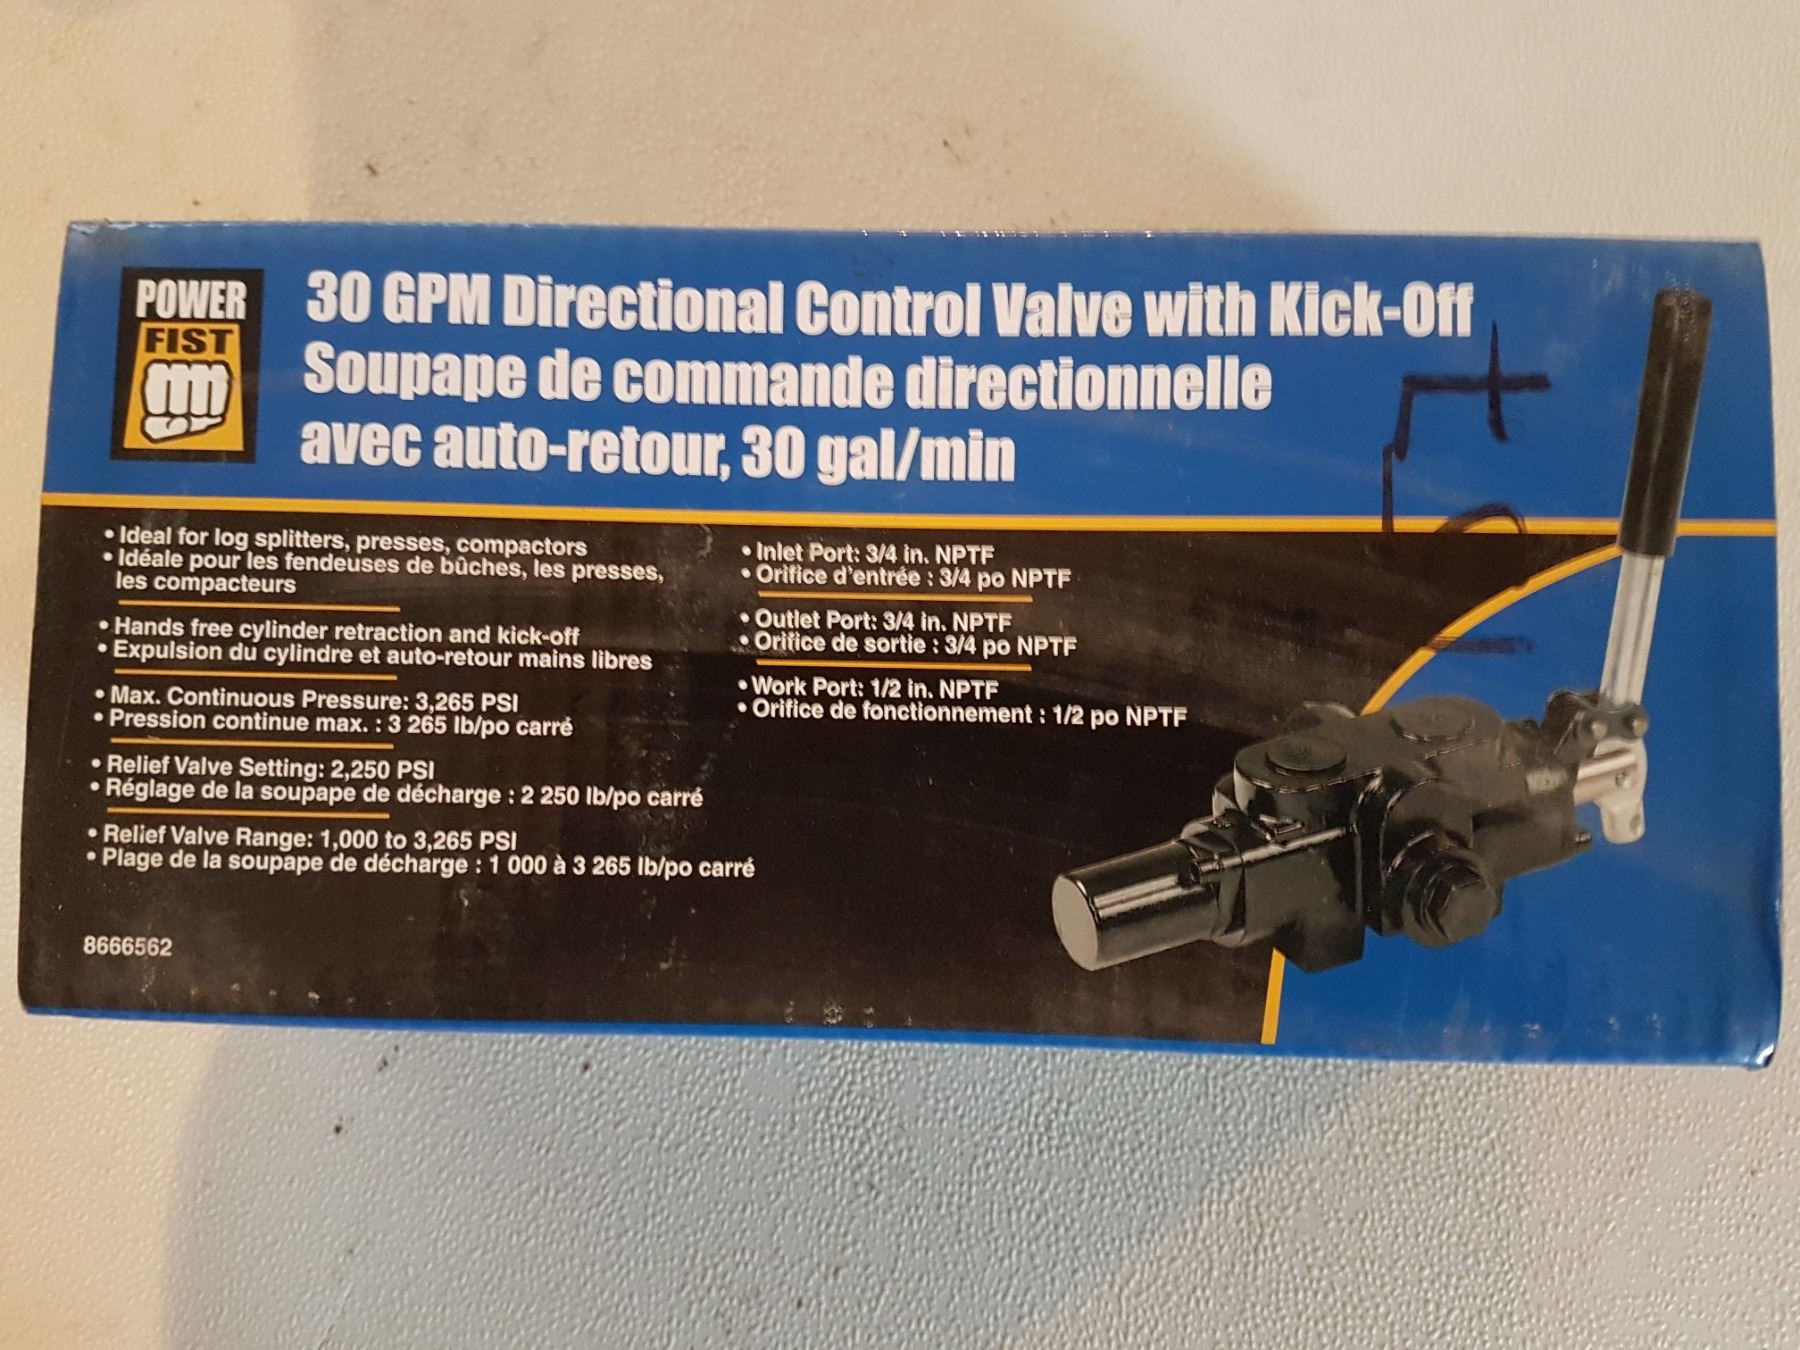 POWER
FIST
30 GPM Directional Control Valve with Kick-Off
Soupape de commande directionnelle
avec auto-retour, 30 gal/min
• Ideal for log splitters, presses, compactors
• Idéale pour les fendeuses de bûches, les presses,
les compacteurs
• Hands free cylinder retraction and kick-off
• Expulsion du cylindre et auto-retour mains libres
• Max. Continuous Pressure: 3,265 PSI
• Pression continue max. : 3 265 lb/po carré
• Relief Valve Setting: 2,250 PSI
• Réglage de la soupape de décharge : 2 250 lb/po carré
• Relief Valve Range: 1,000 to 3,265 PSI
• Plage de la soupape de décharge : 1 000 à 3 265 lb/po carré
• Inlet Port: 3/4 in. NPTF
• Orifice d'entrée : 3/4 po NPTF
• Outlet Port: 3/4 in. NPTF
• Orifice de sortie : 3/4 po NPTF
• Work Port: 1/2 in. NPTF
• Orifice de fonctionnement : 1/2 po NPTF
8666562